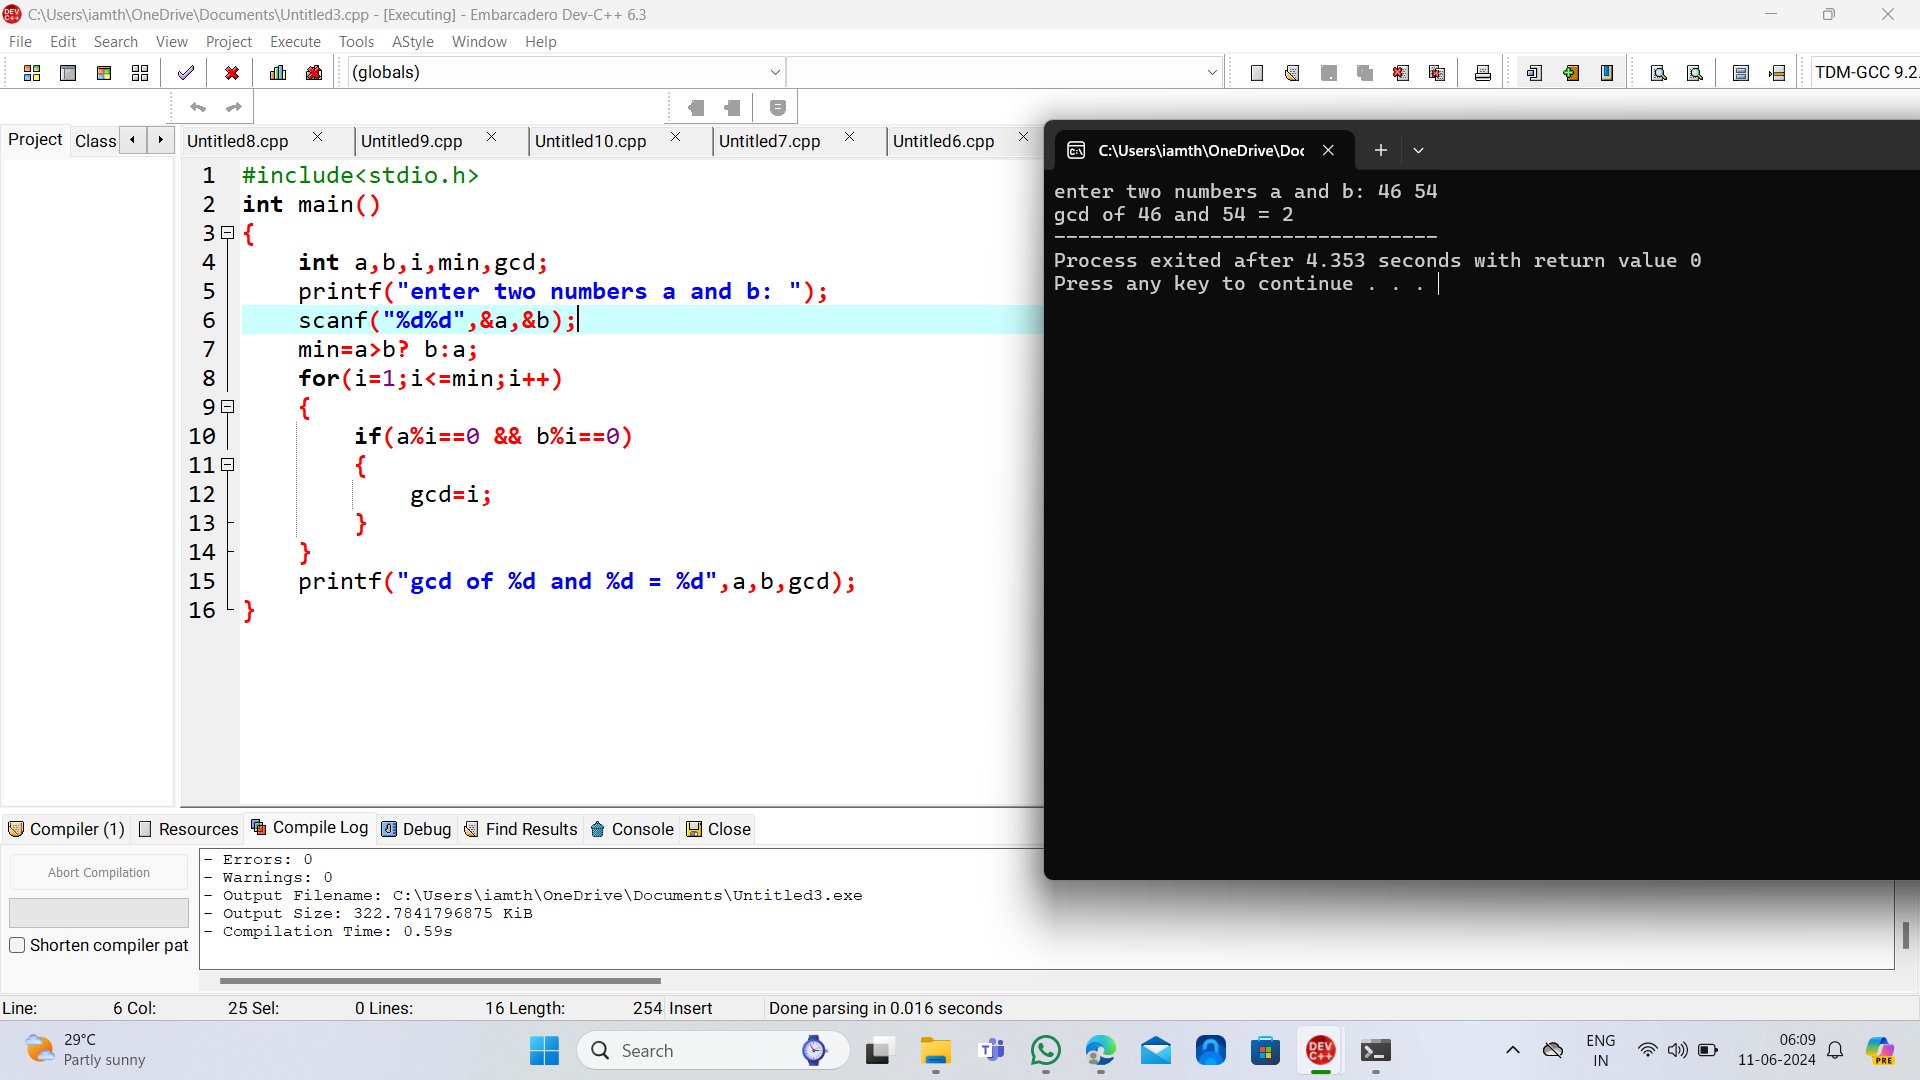 C:\Users\iamth\OneDrive\Documents\Untitled3.cpp - [Executing] - Embarcadero Dev-C++ 6.3
File Edit Search View Project Execute Tools AStyle Window Help
(globals)
TDM-GCC 9.2.
Project Class
Untitled8.cpp Untitled9.cpp Untitled10.cpp Untitled7.cpp Untitled6.cpp
1 #include<stdio.h>
2 int main()
3 {
4 int a,b,i,min,gcd;
5 printf("enter two numbers a and b: ");
6 scanf("%d%d",&a,&b);
7 min=a>b? b:a;
8 for(i=1;i<=min;i++)
9 {
10 if(a%i==0 && b%i==0)
11 {
12 gcd=i;
13 }
14 }
15 printf("gcd of %d and %d = %d",a,b,gcd);
16 }
C:\Users\iamth\OneDrive\Doc
enter two numbers a and b: 46 54
gcd of 46 and 54 = 2
--------------------------------
Process exited after 4.353 seconds with return value 0
Press any key to continue . . .
Compiler (1) Resources Compile Log Debug Find Results Console Close
Abort Compilation
Shorten compiler pat
- Errors: 0
- Warnings: 0
- Output Filename: C:\Users\iamth\OneDrive\Documents\Untitled3.exe
- Output Size: 322.7841796875 KiB
- Compilation Time: 0.59s
Line: 6 Col: 25 Sel: 0 Lines: 16 Length: 254 Insert Done parsing in 0.016 seconds
29°C
Partly sunny
Search
DEV C++
ENG
IN
06:09
11-06-2024
PRE